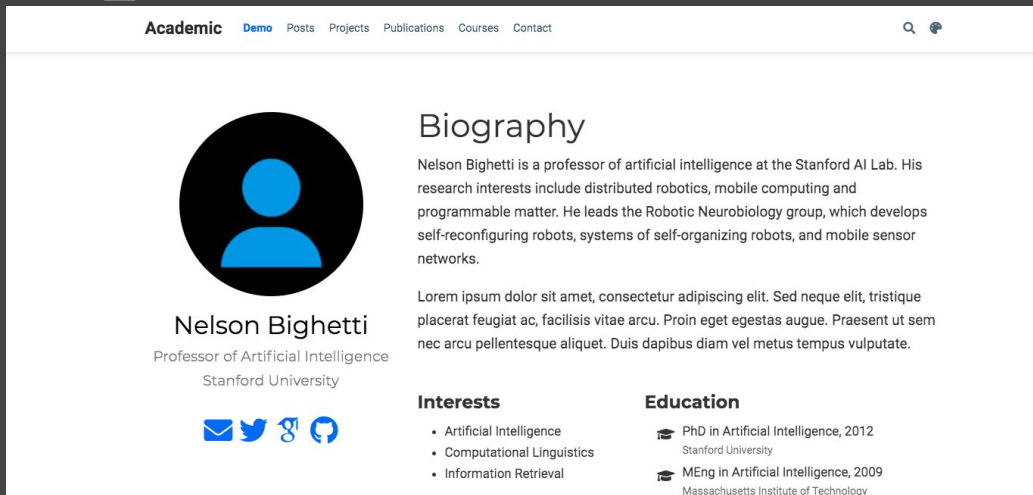 Academic Demo Posts Projects Publications Courses Contact
Nelson Bighetti
Professor of Artificial Intelligence
Stanford University
Biography
Nelson Bighetti is a professor of artificial intelligence at the Stanford AI Lab. His
research interests include distributed robotics, mobile computing and
programmable matter. He leads the Robotic Neurobiology group, which develops
self-reconfiguring robots, systems of self-organizing robots, and mobile sensor
networks.
Lorem ipsum dolor sit amet, consectetur adipiscing elit. Sed neque elit, tristique
placerat feugiat ac, facilisis vitae arcu. Proin eget egestas augue. Praesent ut sem
nec arcu pellentesque aliquet. Duis dapibus diam vel metus tempus vulputate.
Interests
• Artificial Intelligence
• Computational Linguistics
• Information Retrieval
Education
PhD in Artificial Intelligence, 2012
Stanford University
MEng in Artificial Intelligence, 2009
Massachusetts Institute of Technology